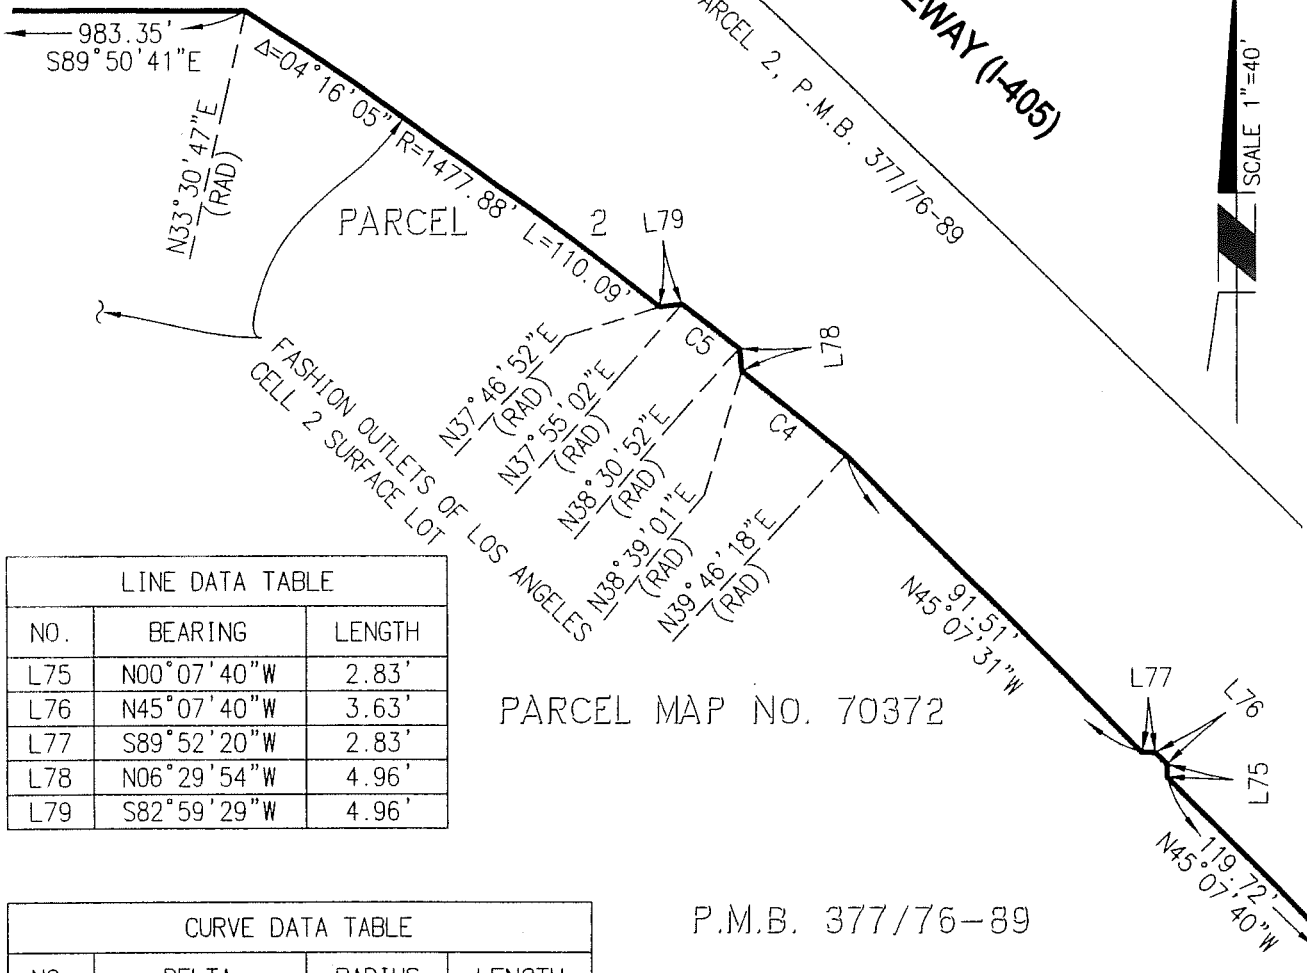 983.35'
S89°50'41"E
Δ=04°16'05" R=1477.88' L=110.09'
N33°30'47"E
(RAD)
PARCEL 2
PARCEL 2, P.M.B. 377/76-89
EWAY (I-405)
SCALE 1"=40'
L79
C5
L78
C4
N37°46'52"E
(RAD)
N37°55'02"E
(RAD)
N38°30'52"E
(RAD)
N38°39'01"E
(RAD)
N39°46'18"E
(RAD)
FASHION OUTLETS OF LOS ANGELES
CELL 2 SURFACE LOT
91.51'
N45°07'31"W
L77
L76
L75
119.72'
N45°07'40"W
PARCEL MAP NO. 70372
P.M.B. 377/76-89
LINE DATA TABLE
NO. BEARING LENGTH
L75 N00°07'40"W 2.83'
L76 N45°07'40"W 3.63'
L77 S89°52'20"W 2.83'
L78 N06°29'54"W 4.96'
L79 S82°59'29"W 4.96'
CURVE DATA TABLE
NO. DELTA RADIUS LENGTH